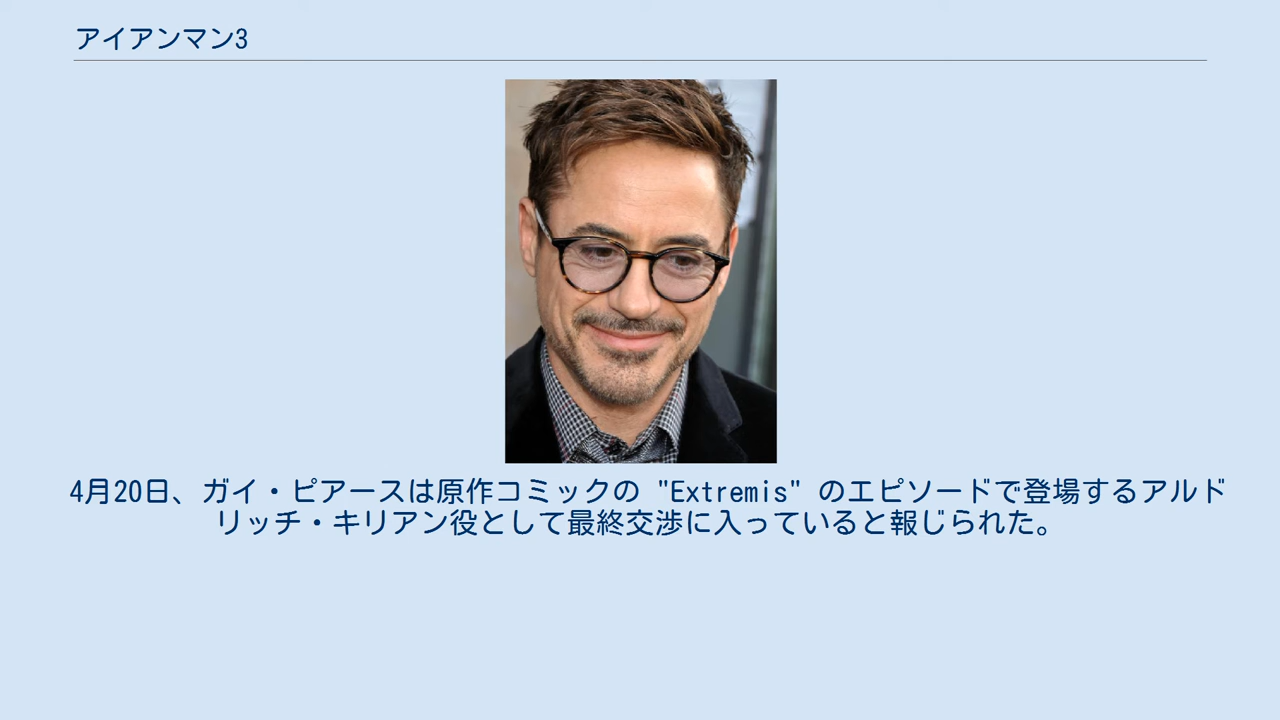 アイアンマン3
4月20日、ガイ・ピアースは原作コミックの "Extremis" のエピソードで登場するアルド
リッチ・キリアン役として最終交渉に入っていると報じられた。